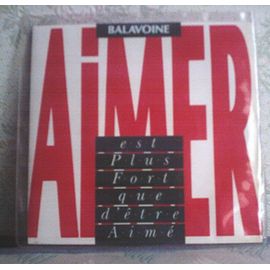 BALAVOINE
AiMER
est
Plus
Fort
que
d'être
Aimé